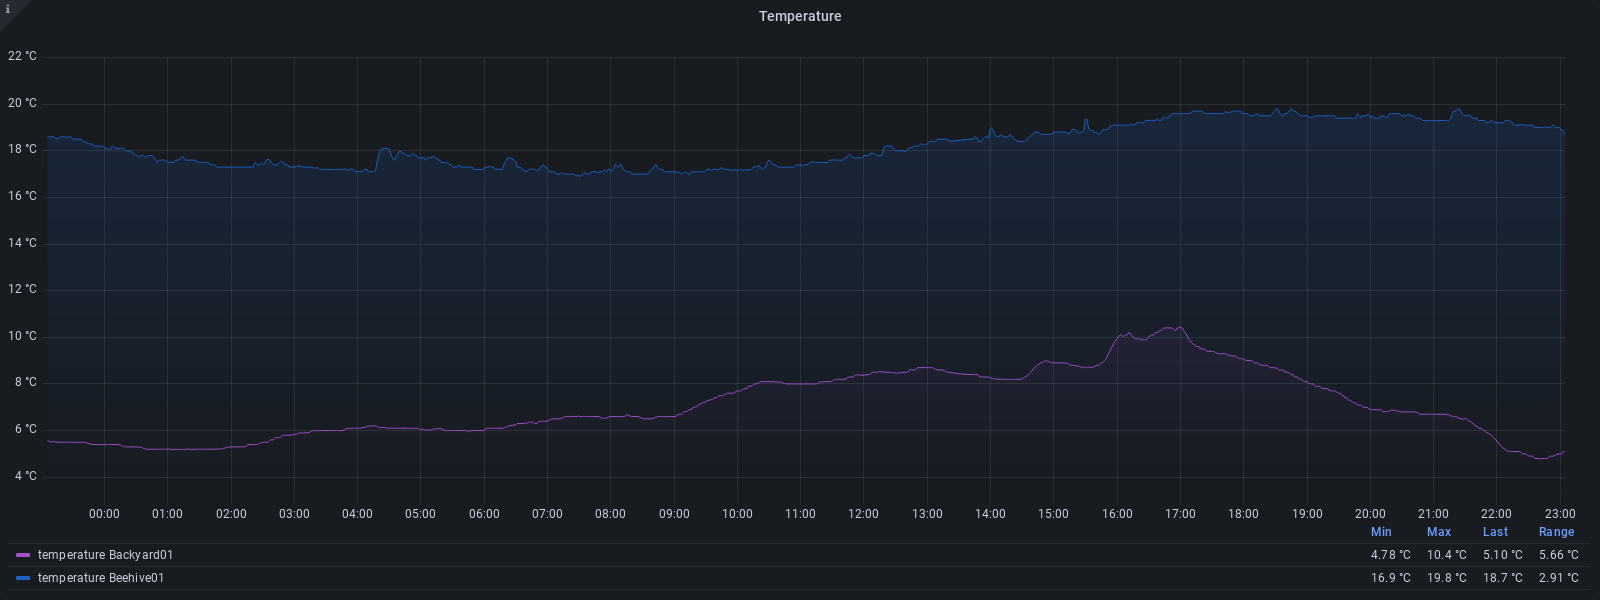 i
Temperature
22 °C
20 °C
18 °C
16 °C
14 °C
12 °C
10 °C
8 °C
6 °C
4 °C
00:00 01:00 02:00 03:00 04:00 05:00 06:00 07:00 08:00 09:00 10:00 11:00 12:00 13:00 14:00 15:00 16:00 17:00 18:00 19:00 20:00 21:00 22:00 23:00
Min Max Last Range
temperature Backyard01 4.78 °C 10.4 °C 5.10 °C 5.66 °C
temperature Beehive01 16.9 °C 19.8 °C 18.7 °C 2.91 °C